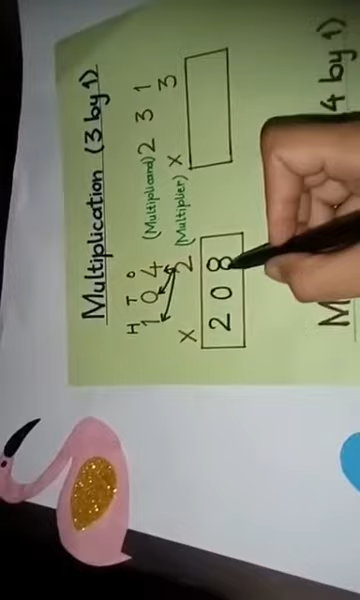 Multiplication (3 by 1)
H T O
1 0 4 (Multiplicand) 2 3 1
x 2 (Multiplier) x 3
2 0 8
M
4 by 1)